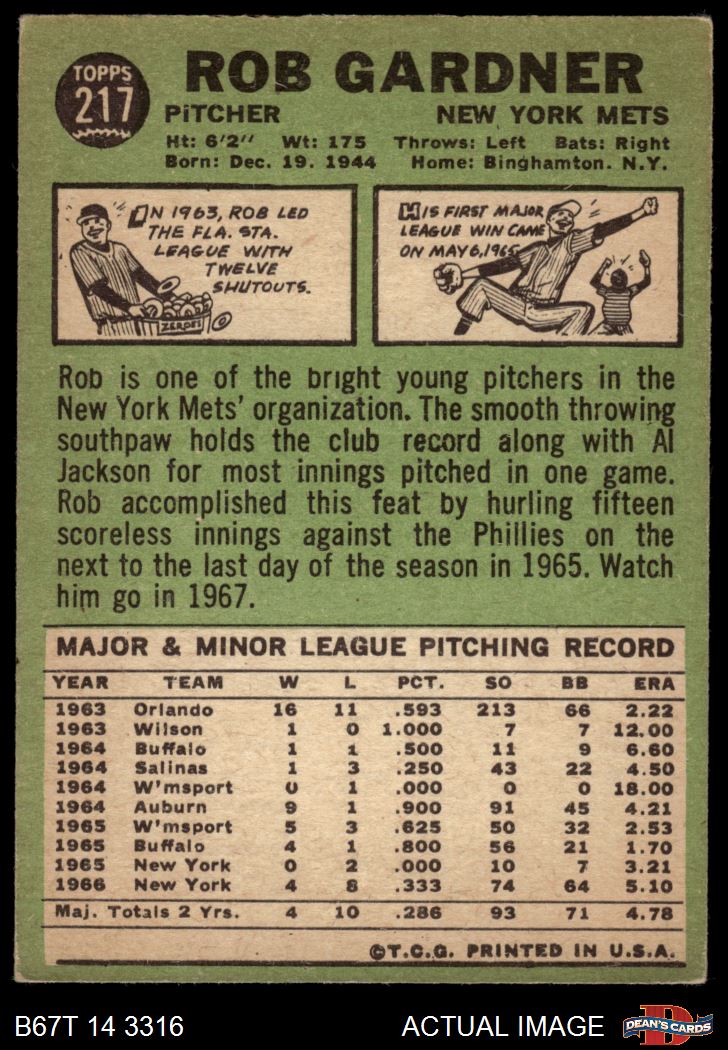 TOPPS
217
ROB GARDNER
PITCHER NEW YORK METS
Ht: 6'2" Wt: 175 Throws: Left Bats: Right
Born: Dec. 19. 1944 Home: Binghamton. N.Y.
IN 1963, ROB LED
THE FLA. STA.
LEAGUE WITH
TWELVE
SHUTOUTS.
ZEROES
HIS FIRST MAJOR
LEAGUE WIN CAME
ON MAY 6, 1966
Rob is one of the bright young pitchers in the
New York Mets' organization. The smooth throwing
southpaw holds the club record along with Al
Jackson for most innings pitched in one game.
Rob accomplished this feat by hurling fifteen
scoreless innings against the Phillies on the
next to the last day of the season in 1965. Watch
him go in 1967.
MAJOR & MINOR LEAGUE PITCHING RECORD
YEAR TEAM W L PCT. SO BB ERA
1963 Orlando 16 11 .593 213 66 2.22
1963 Wilson 1 0 1.000 7 7 12.00
1964 Buffalo 1 1 .500 11 9 6.60
1964 Salinas 1 3 .250 43 22 4.50
1964 W'msport 0 1 .000 0 0 18.00
1964 Auburn 9 1 .900 91 45 4.21
1965 W'msport 5 3 .625 50 32 2.53
1965 Buffalo 4 1 .800 56 21 1.70
1965 New York 0 2 .000 10 7 3.21
1966 New York 4 8 .333 74 64 5.10
Maj. Totals 2 Yrs. 4 10 .286 93 71 4.78
©T.C.G. PRINTED IN U.S.A.
B67T 14 3316 ACTUAL IMAGE
D
DEAN'S CARDS